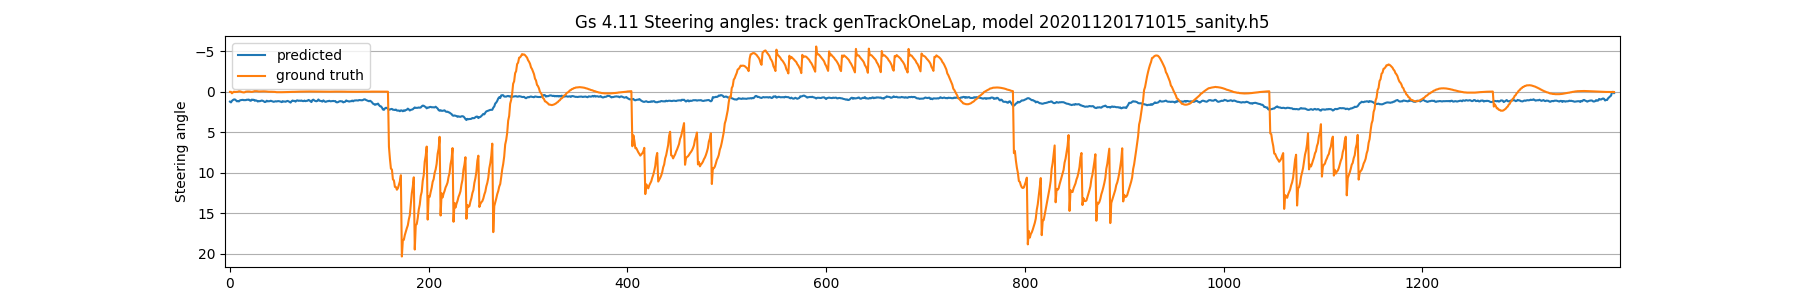 Gs 4.11 Steering angles: track genTrackOneLap, model 20201120171015_sanity.h5
predicted
ground truth
Steering angle
−5
0
5
10
15
20
0 200 400 600 800 1000 1200